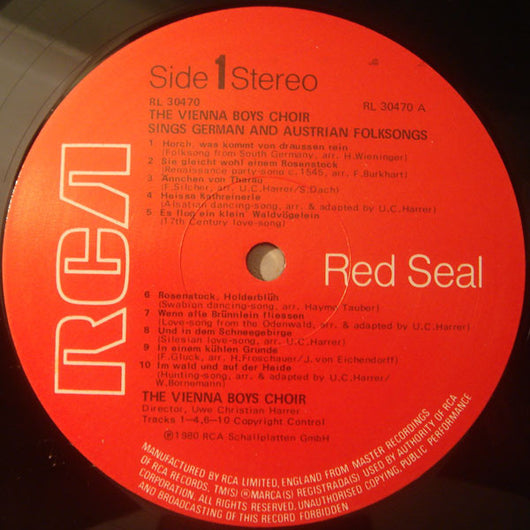 Side 1 Stereo
RL 30470
RL 30470 A
THE VIENNA BOYS CHOIR
SINGS GERMAN AND AUSTRIAN FOLKSONGS
1 Horch, was kommt von draussen rein
(Folksong from South Germany, arr. H.Wieninger)
2 Sie gleicht wohl einem Rosenstock
(Renaissance party-song c.1545, arr. F.Burkhart)
3 Ännchen von Tharau
(F.Silcher, arr. U.C.Harrer/S.Dach)
4 Heissa Kathreinerle
(Alsatian dancing-song, arr. & adapted by U.C.Harrer)
5 Es flog ein klein Waldvögelein
(17th Century love-song)
RCA
Red Seal
6 Rosenstock, Holderblüh
(Swabian dancing-song, arr. Haymo Tauber)
7 Wenn alle Brünnlein fliessen
(Love-song from the Odenwald, arr. & adapted by U.C.Harrer)
8 Und in dem Schneegebirge
(Silesian love-song, arr. U.C.Harrer)
9 In einem kühlen Grunde
(F.Gluck, arr. H.Froschauer/J.von Eichendorff)
10 Im wald und auf der Heide
(Hunting-song, arr. & adapted by U.C.Harrer/
W.Bornemann)
THE VIENNA BOYS CHOIR
Director, Uwe Christian Harrer
Tracks 1-4,6-10 Copyright Control
℗1980 RCA Schallplatten GmbH
MANUFACTURED BY RCA LIMITED, ENGLAND FROM MASTER RECORDINGS
OF RCA RECORDS. TM(S) ® MARCA(S) REGISTRADA(S) USED BY AUTHORITY OF RCA
CORPORATION. ALL RIGHTS RESERVED. UNAUTHORISED COPYING, PUBLIC PERFORMANCE
AND BROADCASTING OF THIS RECORD FORBIDDEN